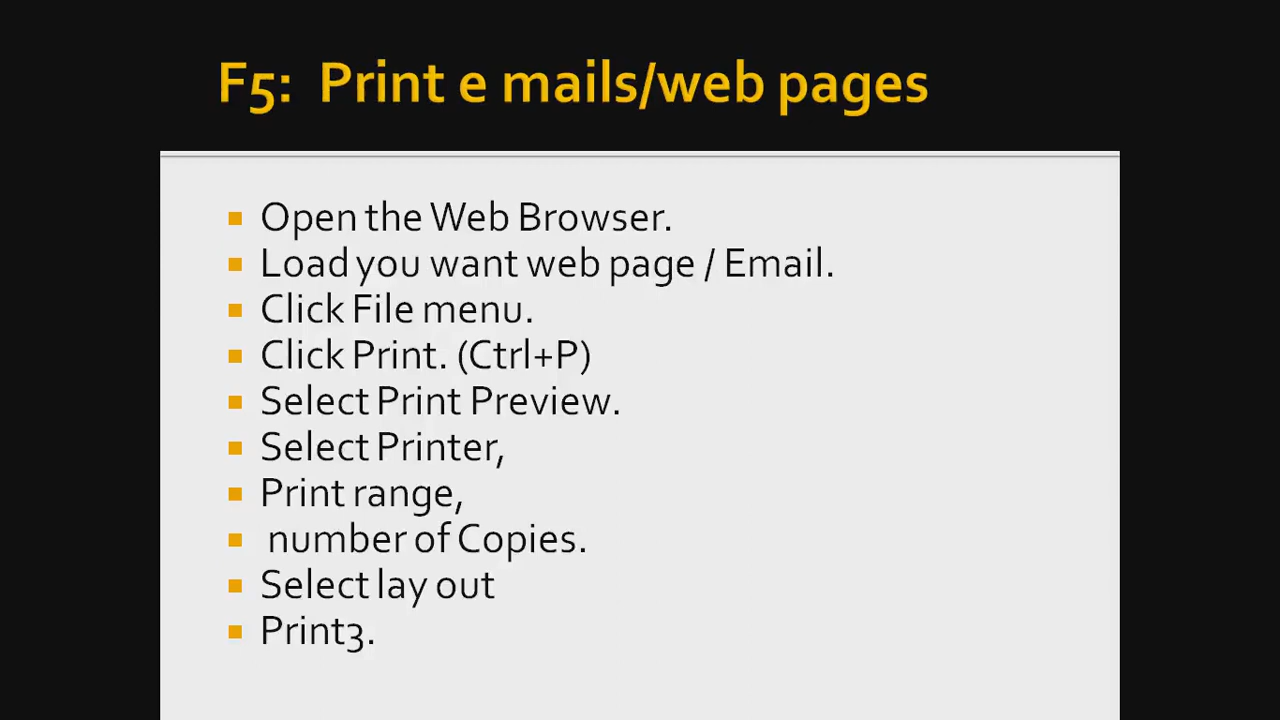 F5: Print e mails/web pages
Open the Web Browser.
Load you want web page / Email.
Click File menu.
Click Print. (Ctrl+P)
Select Print Preview.
Select Printer,
Print range,
number of Copies.
Select lay out
Print3.